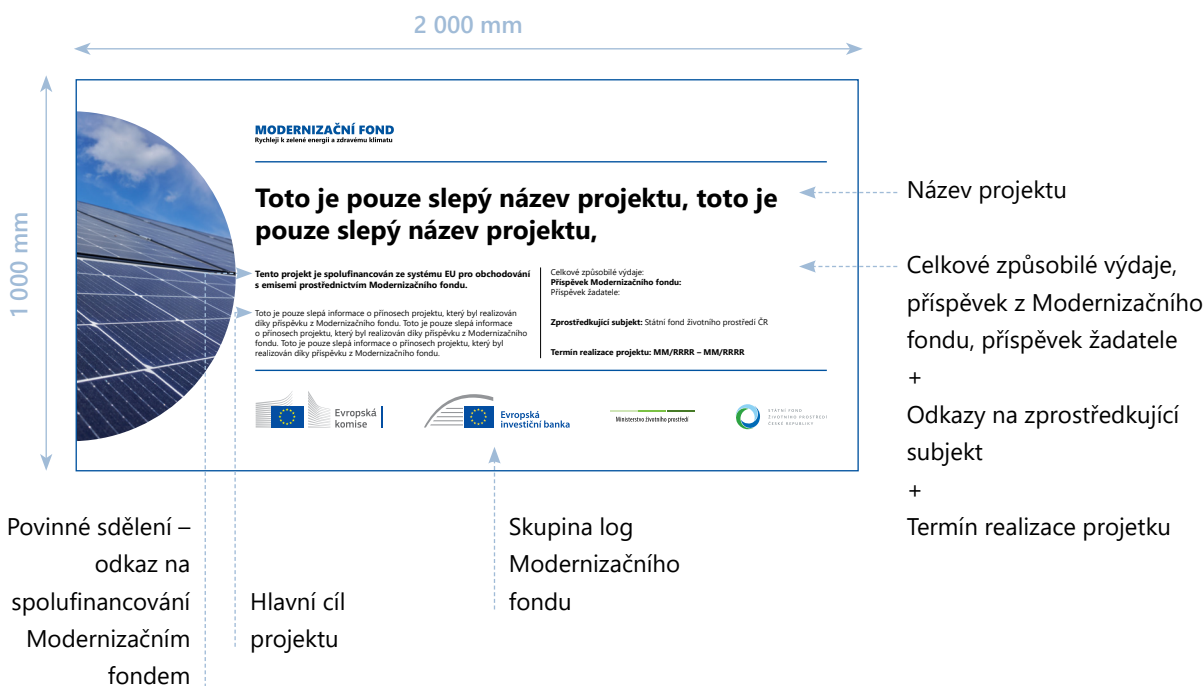 2 000 mm
1 000 mm
MODERNIZAČNÍ FOND
Rychleji k zelené energii a zdravému klimatu
Toto je pouze slepý název projektu, toto je
pouze slepý název projektu,
Tento projekt je spolufinancován ze systému EU pro obchodování
s emisemi prostřednictvím Modernizačního fondu.
Toto je pouze slepá informace o přínosech projektu, který byl realizován
díky příspěvku z Modernizačního fondu. Toto je pouze slepá informace
o přínosech projektu, který byl realizován díky příspěvku z Modernizačního
fondu. Toto je pouze slepá informace o přínosech projektu, který byl
realizován díky příspěvku z Modernizačního fondu.
Celkové způsobilé výdaje:
Příspěvek Modernizačního fondu:
Příspěvek žadatele:
Zprostředkující subjekt: Státní fond životního prostředí ČR
Termín realizace projektu: MM/RRRR – MM/RRRR
Evropská
komise
Evropská
investiční banka
Ministerstvo životního prostředí
STÁTNÍ FOND
ŽIVOTNÍHO PROSTŘEDÍ
ČESKÉ REPUBLIKY
Název projektu
Celkové způsobilé výdaje,
příspěvek z Modernizačního
fondu, příspěvek žadatele
+
Odkazy na zprostředkující
subjekt
+
Termín realizace projetku
Povinné sdělení –
odkaz na
spolufinancování
Modernizačním
fondem
Hlavní cíl
projektu
Skupina log
Modernizačního
fondu